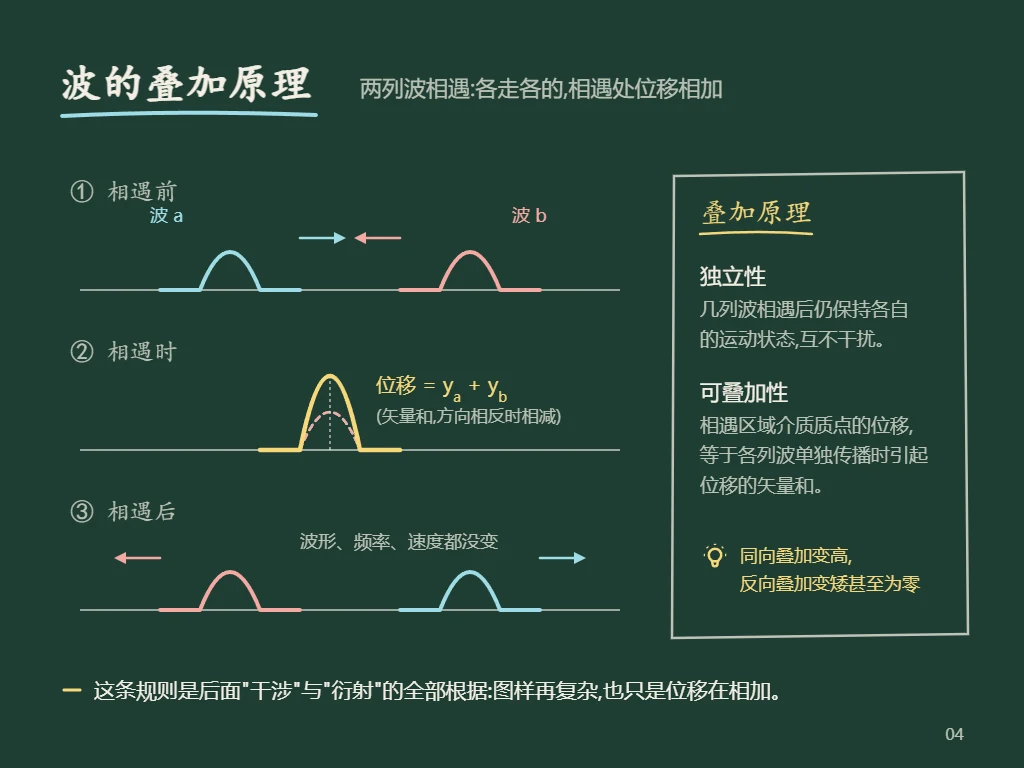 波的叠加原理
两列波相遇:各走各的,相遇处位移相加
① 相遇前
波 a
波 b
② 相遇时
位移 = yₐ + y_b
(矢量和,方向相反时相减)
③ 相遇后
波形、频率、速度都没变
叠加原理
独立性
几列波相遇后仍保持各自
的运动状态,互不干扰。
可叠加性
相遇区域介质质点的位移,
等于各列波单独传播时引起
位移的矢量和。
同向叠加变高,
反向叠加变矮甚至为零
这条规则是后面"干涉"与"衍射"的全部根据:图样再复杂,也只是位移在相加。
04